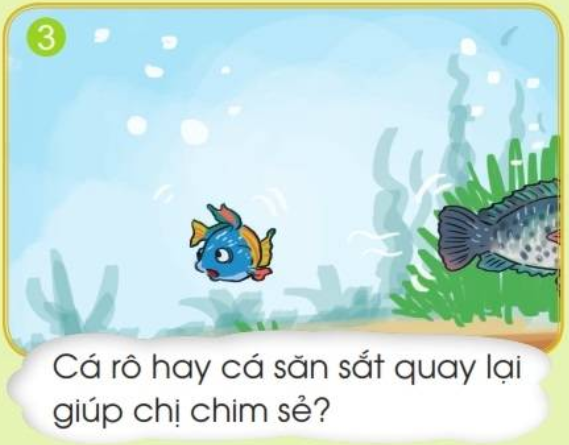 3
Cá rô hay cá săn sắt quay lại
giúp chị chim sẻ?